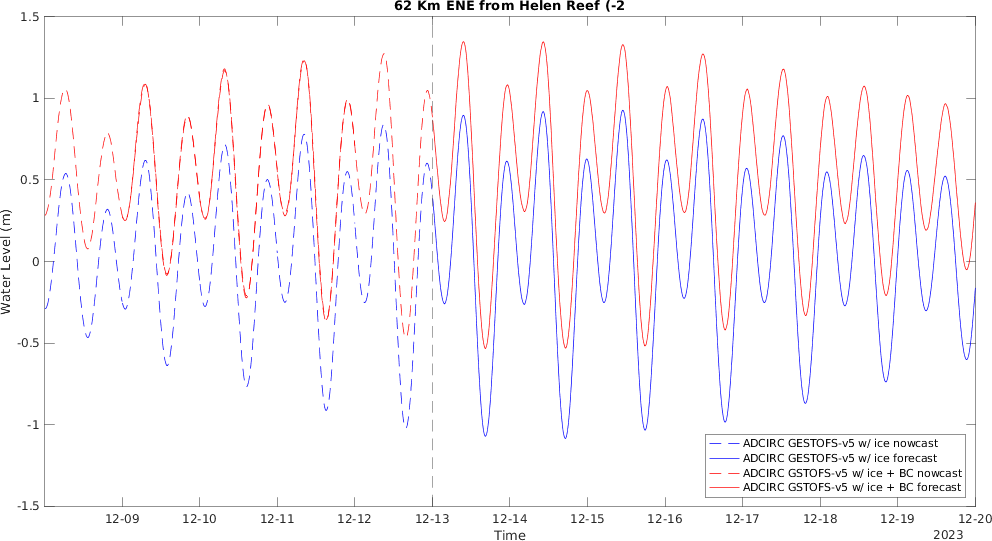 62 Km ENE from Helen Reef (-2
1.5
1
0.5
0
-0.5
-1
-1.5
Water Level (m)
12-09
12-10
12-11
12-12
12-13
12-14
12-15
12-16
12-17
12-18
12-19
12-20
Time
2023
ADCIRC GESTOFS-v5 w/ ice nowcast
ADCIRC GESTOFS-v5 w/ ice forecast
ADCIRC GSTOFS-v5 w/ ice + BC nowcast
ADCIRC GSTOFS-v5 w/ ice + BC forecast